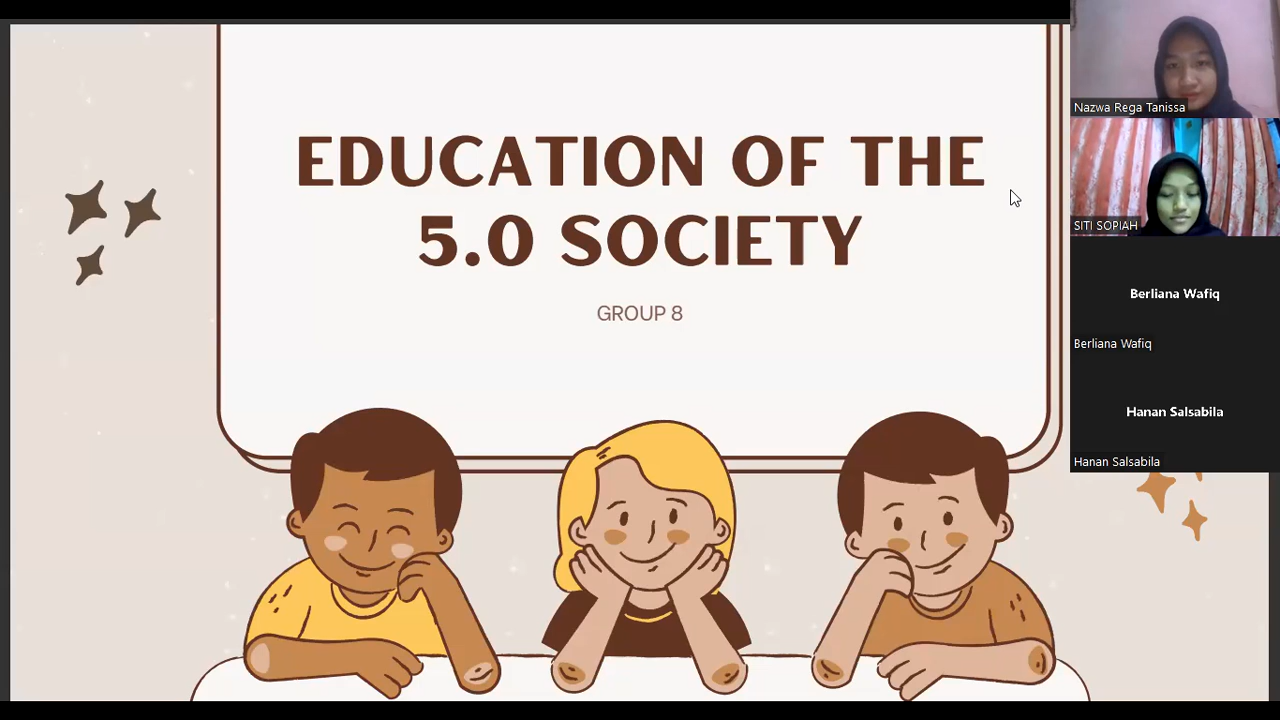 EDUCATION OF THE
5.0 SOCIETY
GROUP 8
Nazwa Rega Tanissa
SITI SOPIAH
Berliana Wafiq
Berliana Wafiq
Hanan Salsabila
Hanan Salsabila